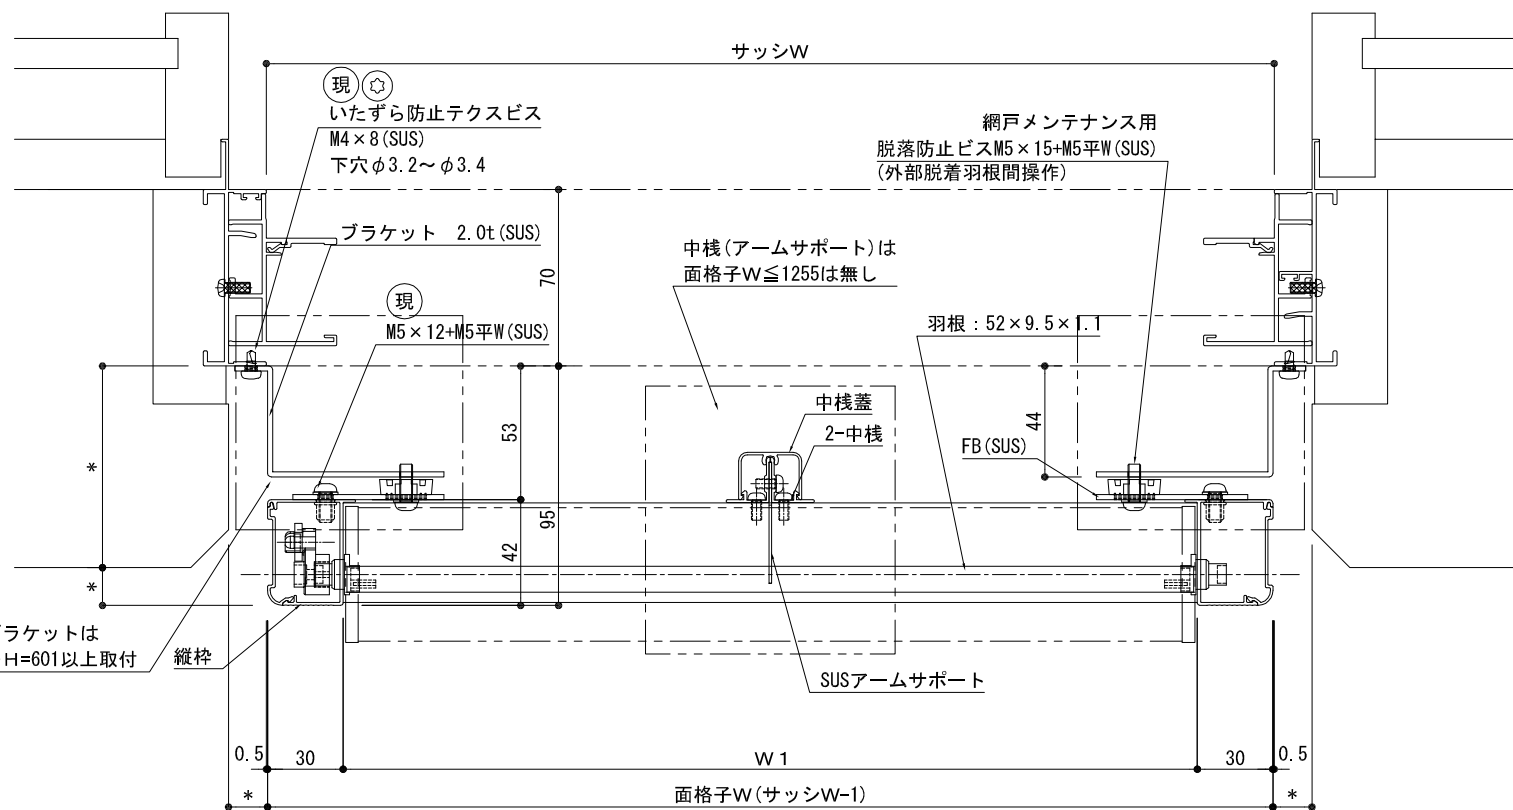 サッシW
現
いたずら防止テクスビス
M4×8(SUS)
下穴φ3.2～φ3.4
網戸メンテナンス用
脱落防止ビスM5×15+M5平W(SUS)
(外部脱着羽根間操作)
ブラケット 2.0t(SUS)
中桟(アームサポート)は
面格子W≦1255は無し
70
現
M5×12+M5平W(SUS)
羽根：52×9.5×1.1
中桟蓋
2-中桟
53
44
FB(SUS)
*
95
42
*
ブラケットは
H=601以上取付
縦枠
SUSアームサポート
0.5
30
W1
30
0.5
*
面格子W(サッシW-1)
*